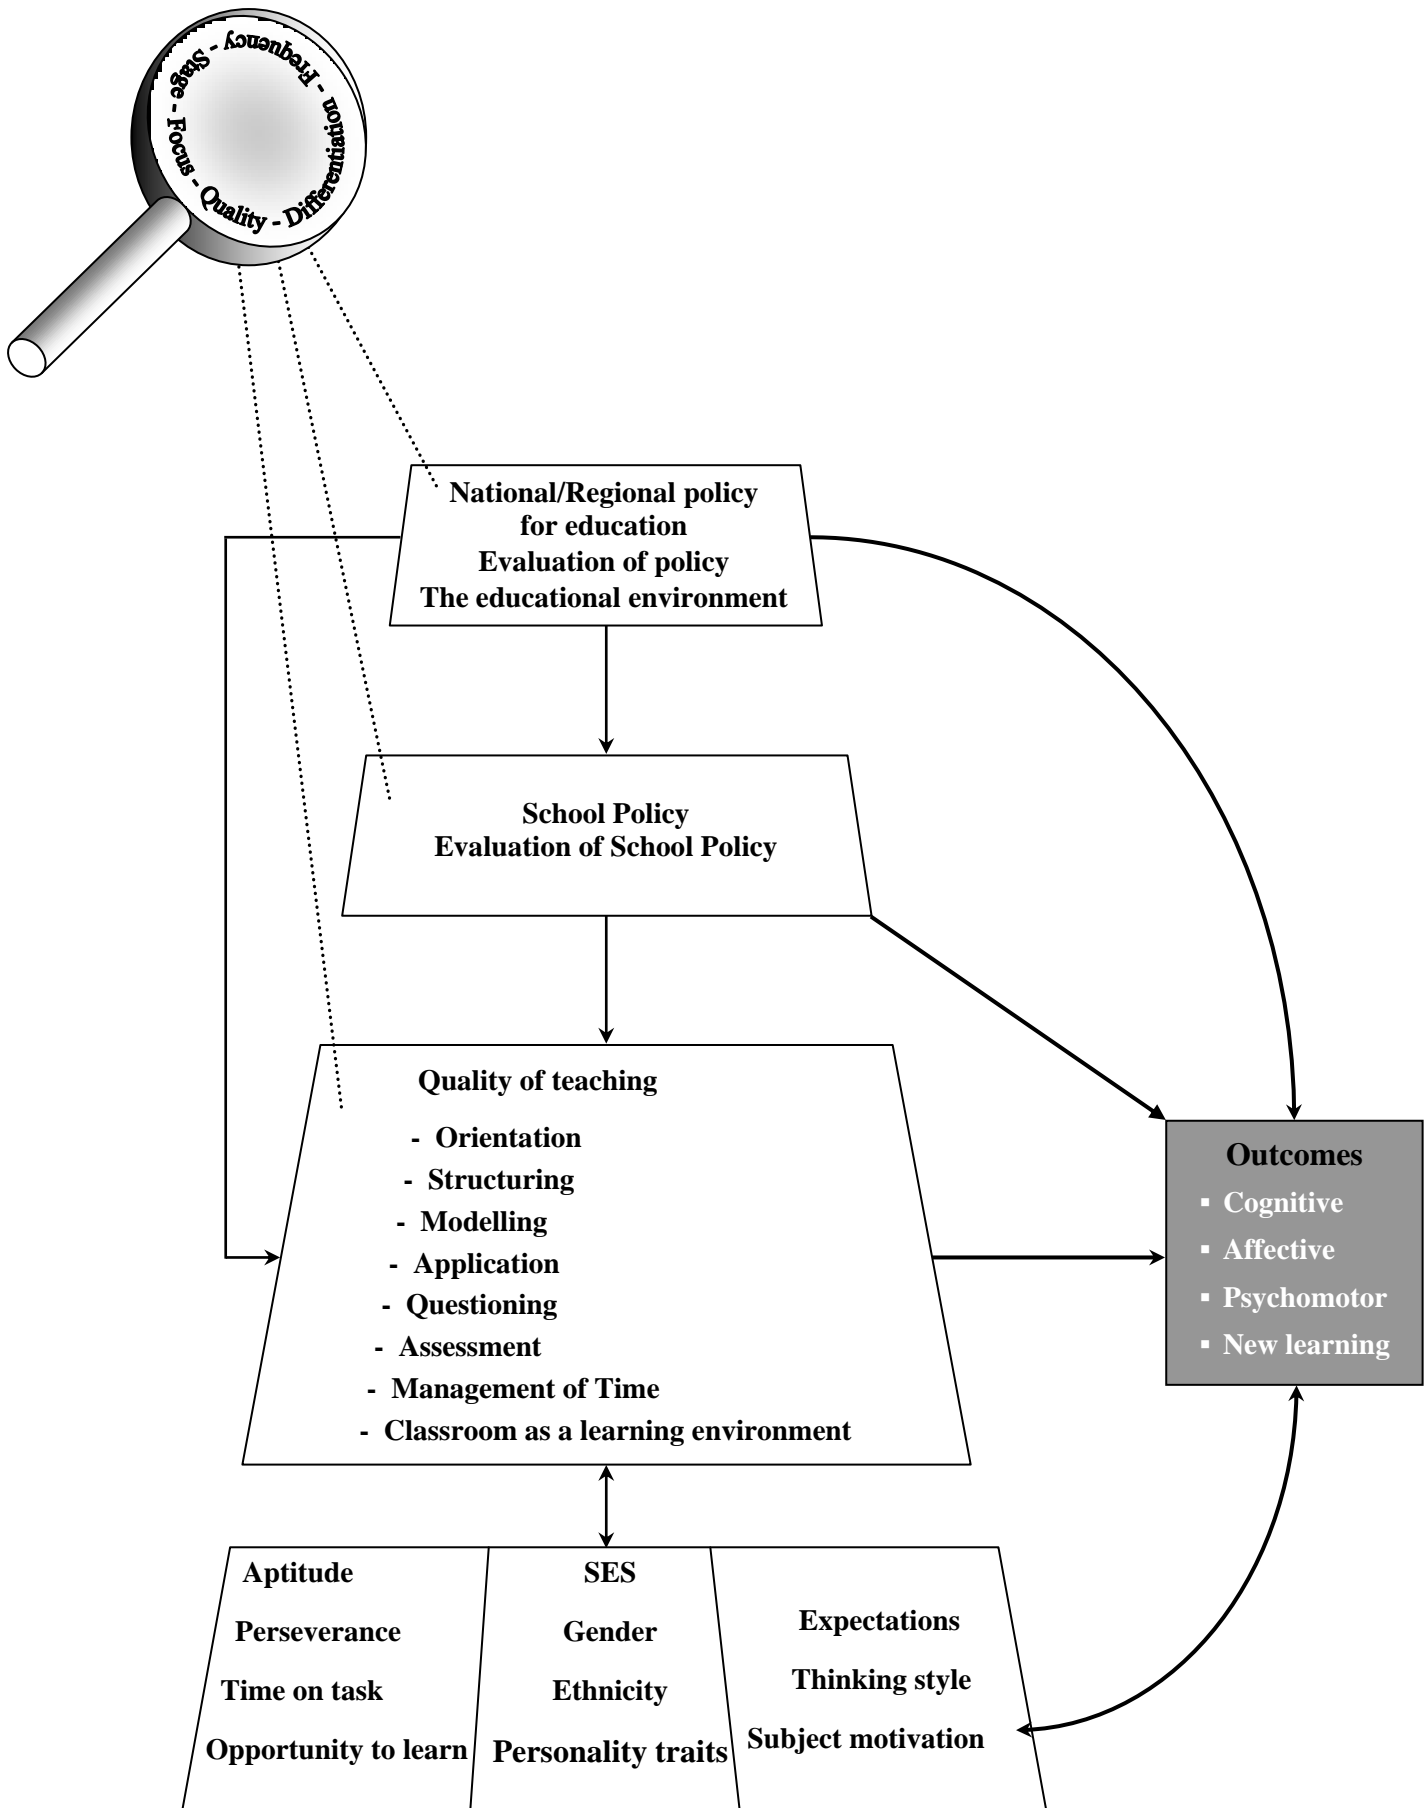 Frequency - Differentiation - Quality - Focus - Stage -
National/Regional policy
for education
Evaluation of policy
The educational environment
School Policy
Evaluation of School Policy
Quality of teaching
- Orientation
- Structuring
- Modelling
- Application
- Questioning
- Assessment
- Management of Time
- Classroom as a learning environment
Outcomes
▪ Cognitive
▪ Affective
▪ Psychomotor
▪ New learning
Aptitude
Perseverance
Time on task
Opportunity to learn
SES
Gender
Ethnicity
Personality traits
Expectations
Thinking style
Subject motivation